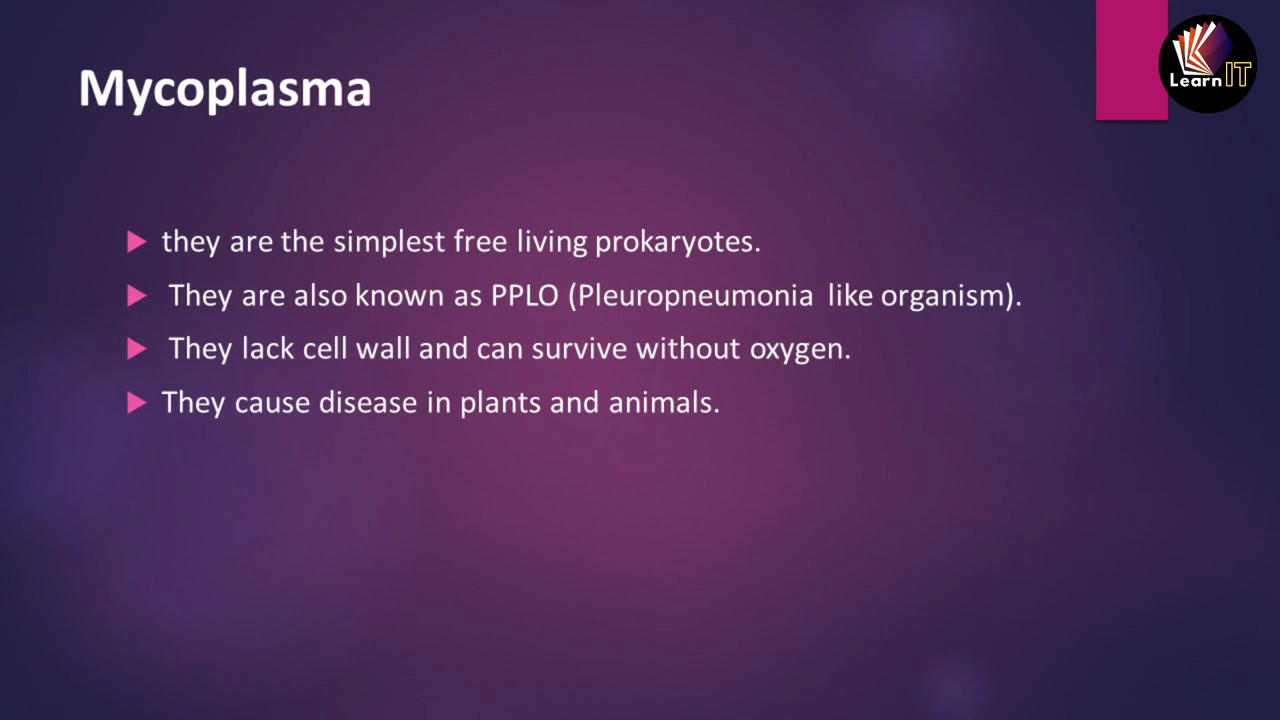 Mycoplasma
Learn IT
they are the simplest free living prokaryotes.
They are also known as PPLO (Pleuropneumonia like organism).
They lack cell wall and can survive without oxygen.
They cause disease in plants and animals.